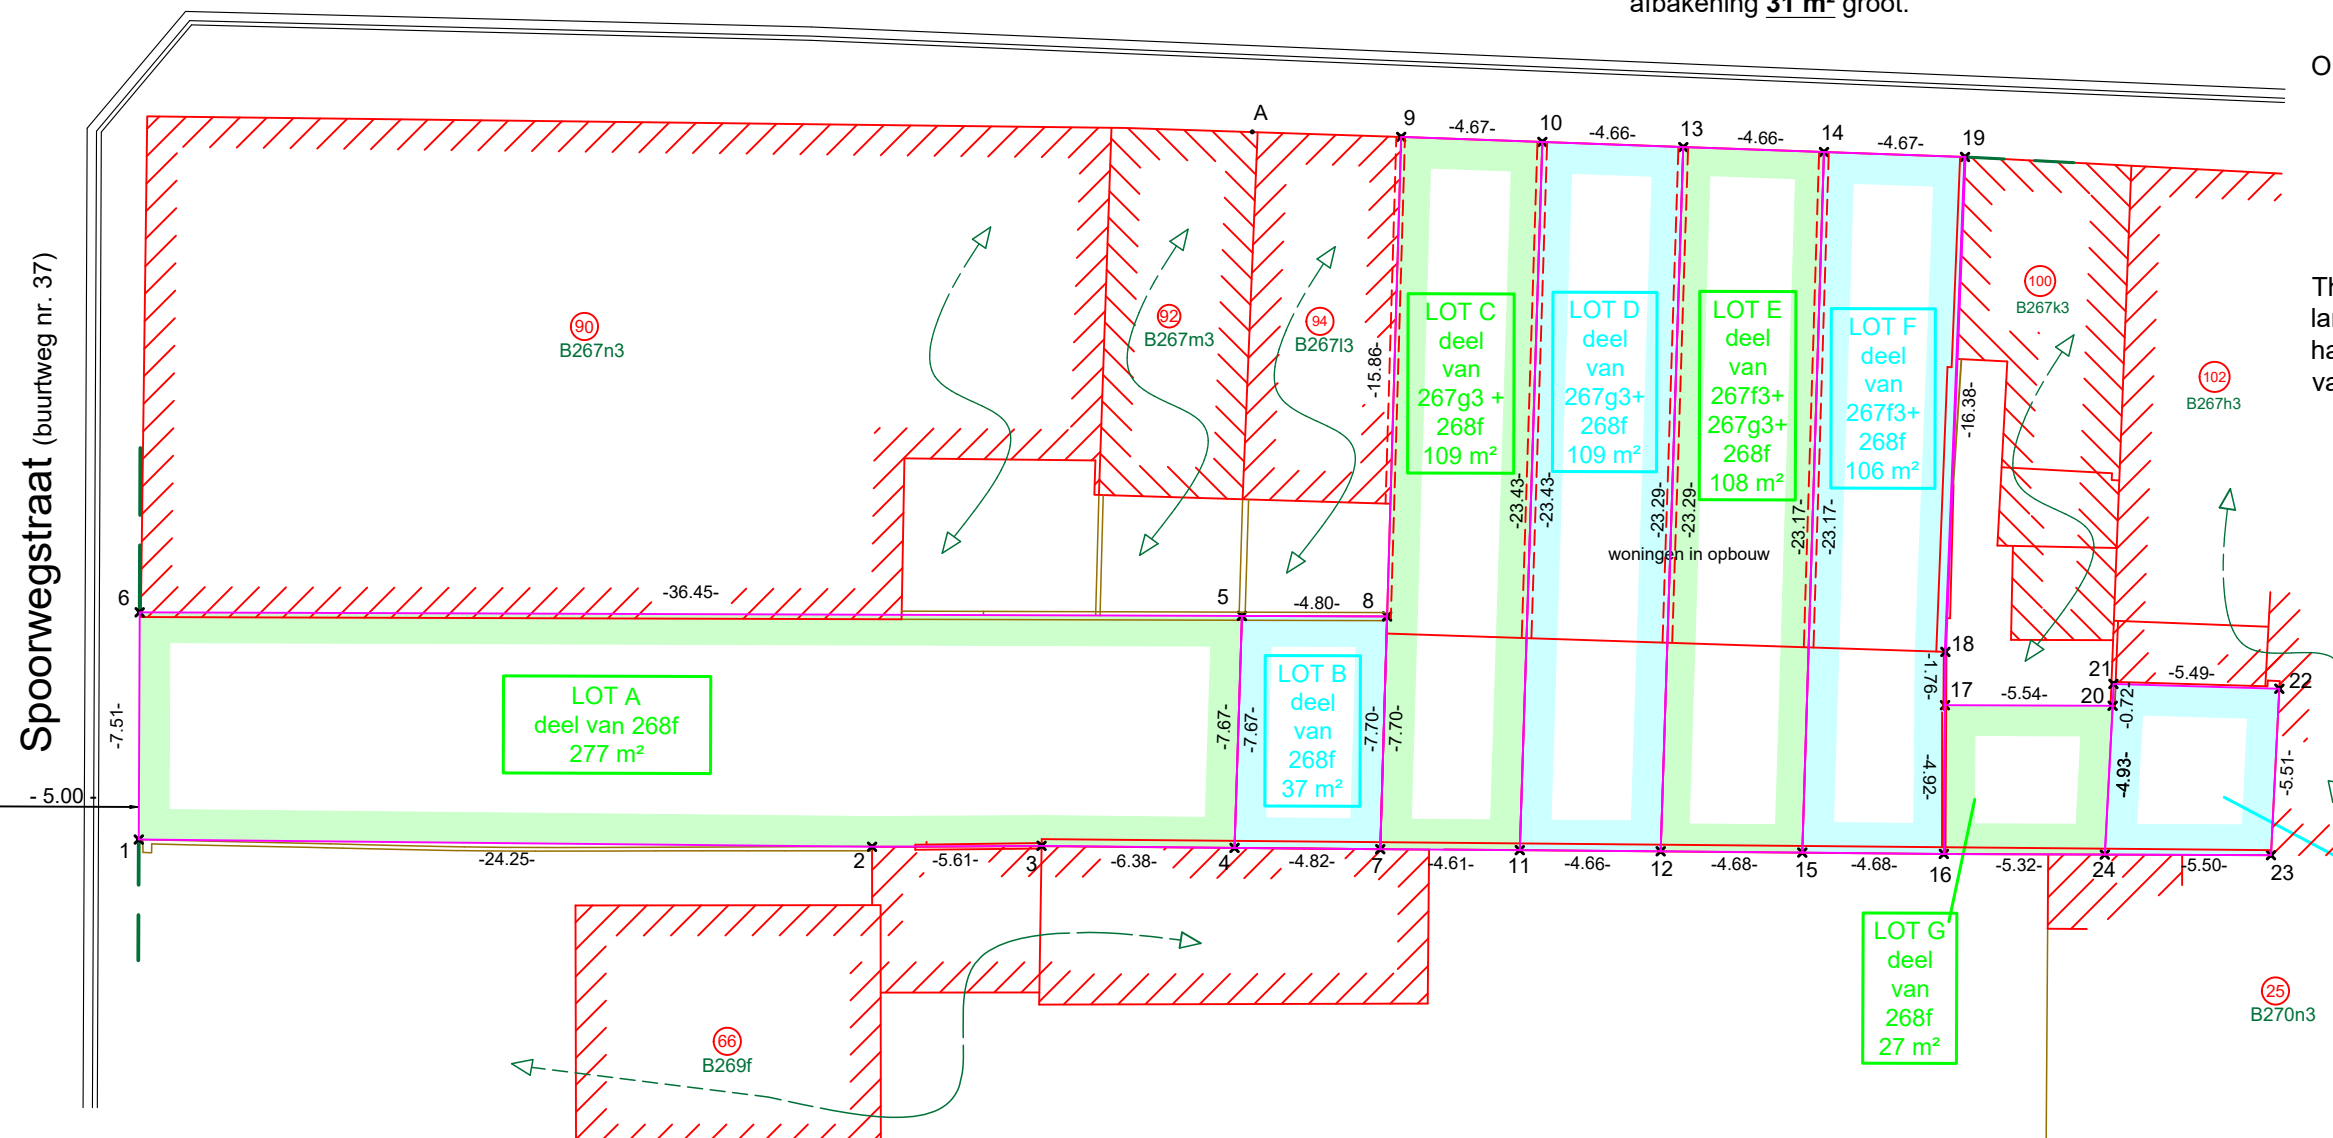 afbakening 31 m² groot.
O
A
9
-4.67-
10
-4.66-
13
-4.66-
14
-4.67-
19
Spoorwegstraat (buurtweg nr. 37)
90
B267n3
92
B267m3
94
B267l3
-15.86-
LOT C
deel
van
267g3 +
268f
109 m²
LOT D
deel
van
267g3+
268f
109 m²
LOT E
deel
van
267f3+
267g3+
268f
108 m²
LOT F
deel
van
267f3+
268f
106 m²
100
B267k3
Th
lan
ha
va
102
B267h3
-16.38-
-23.43-
-23.43-
-23.29-
-23.29-
-23.17-
-23.17-
woningen in opbouw
6
-36.45-
5
-4.80-
8
18
-1.76-
17
-5.54-
21
20
-0.72-
-5.49-
22
-7.51-
LOT A
deel van 268f
277 m²
-7.67-
-7.67-
LOT B
deel
van
268f
37 m²
-7.70-
-7.70-
-4.92-
-4.93-
-5.51-
- 5.00 -
1
-24.25-
2
-5.61-
3
-6.38-
4
-4.82-
7
-4.61-
11
-4.66-
12
-4.68-
15
-4.68-
16
-5.32-
24
-5.50-
23
LOT G
deel
van
268f
27 m²
66
B269f
25
B270n3